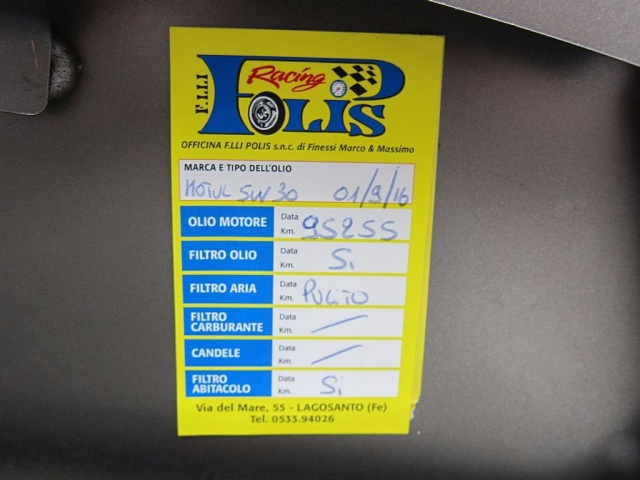 F.LLI
Racing
POLIS
OFFICINA F.LLI POLIS s.n.c. di Finessi Marco & Massimo
MARCA E TIPO DELL'OLIO
MOTUL 5W30 01/9/16
OLIO MOTORE Data
Km. 95255
FILTRO OLIO Data
Km. Si
FILTRO ARIA Data
Km. PULITO
FILTRO CARBURANTE Data
Km. /
CANDELE Data
Km. /
FILTRO ABITACOLO Data
Km. Si
Via del Mare, 55 - LAGOSANTO (Fe)
Tel. 0533.94026